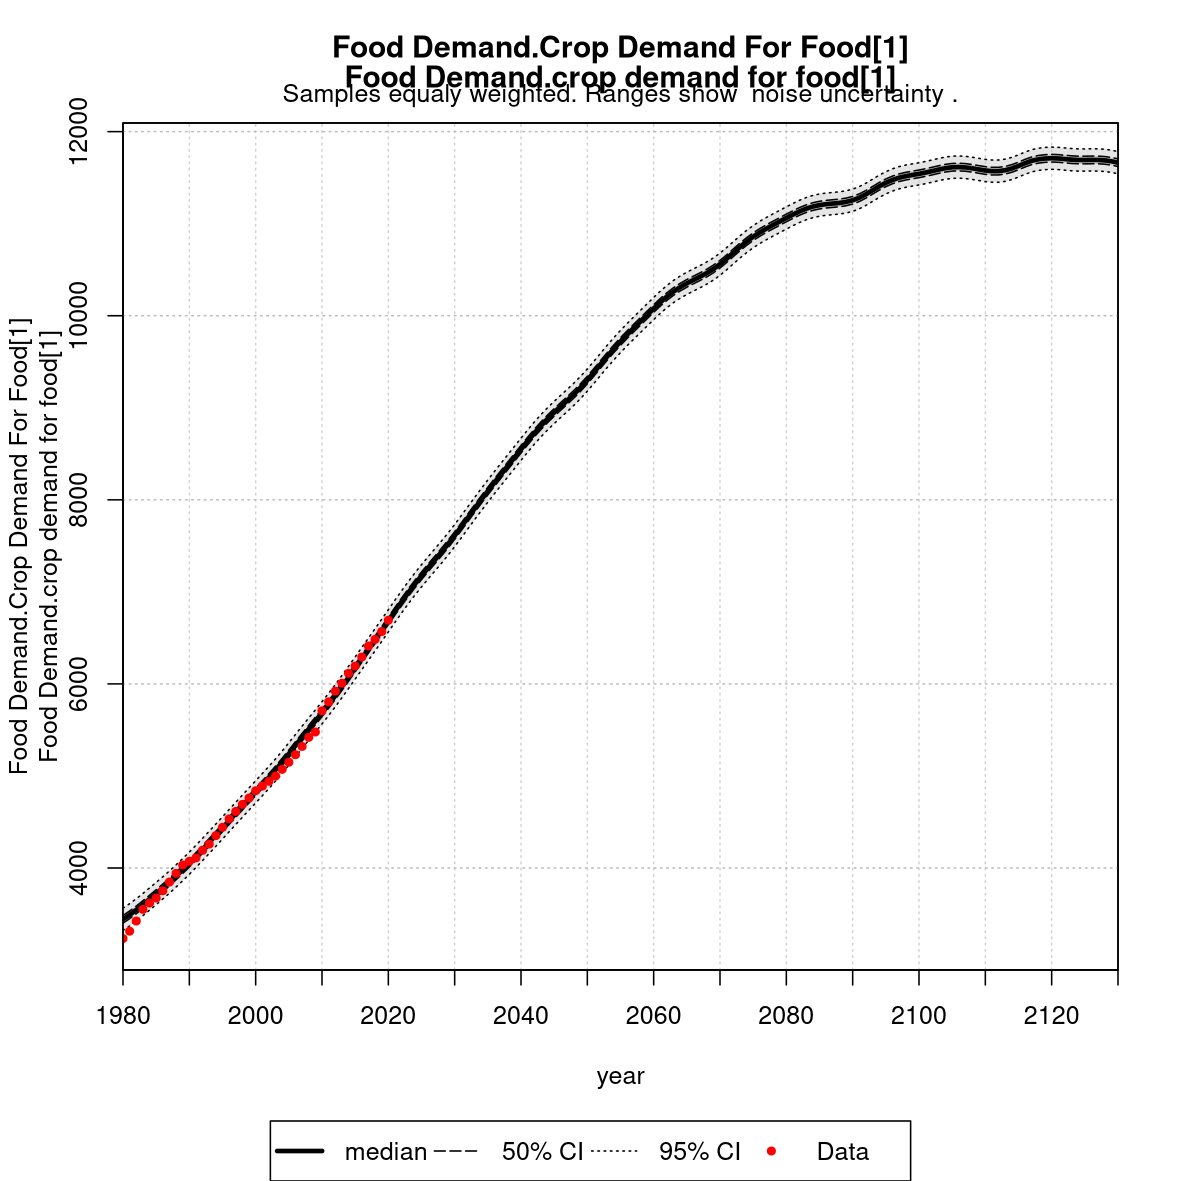 Food Demand.Crop Demand For Food[1]
Food Demand.crop demand for food[1]
Samples equaly weighted. Ranges show  noise uncertainty .
Food Demand.Crop Demand For Food[1]
Food Demand.crop demand for food[1]
12000
10000
8000
6000
4000
1980 2000 2020 2040 2060 2080 2100 2120
year
median 50% CI 95% CI Data